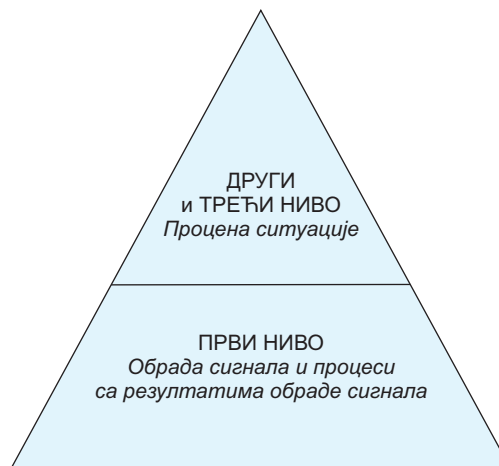 ДРУГИ
и ТРЕЋИ НИВО
Процена ситуације
ПРВИ НИВО
Обрада сигнала и процеси
са резултатима обраде сигнала